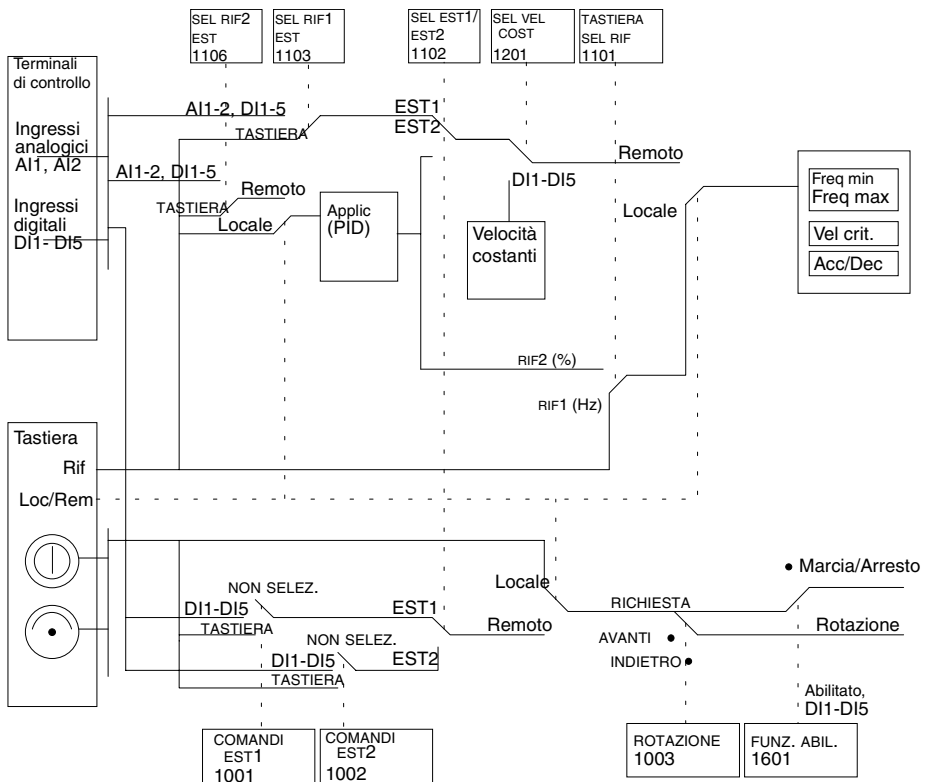 SEL RIF2
EST
1106
SEL RIF1
EST
1103
SEL EST1/
EST2
1102
SEL VEL
COST
1201
TASTIERA
SEL RIF
1101
Terminali
di controllo
Ingressi
analogici
AI1, AI2
Ingressi
digitali
DI1- DI5
AI1-2, DI1-5
TASTIERA
EST1
EST2
Remoto
AI1-2, DI1-5
TASTIERA
Remoto
Locale
Applic
(PID)
DI1-DI5
Velocità
costanti
Locale
Freq min
Freq max
Vel crit.
Acc/Dec
RIF2 (%)
RIF1 (Hz)
Tastiera
Rif
Loc/Rem
NON SELEZ.
DI1-DI5
TASTIERA
EST1
NON SELEZ.
DI1-DI5
TASTIERA
EST2
Locale
Remoto
RICHIESTA
• Marcia/Arresto
Rotazione
AVANTI •
INDIETRO •
Abilitato,
DI1-DI5
COMANDI
EST1
1001
COMANDI
EST2
1002
ROTAZIONE
1003
FUNZ. ABIL.
1601